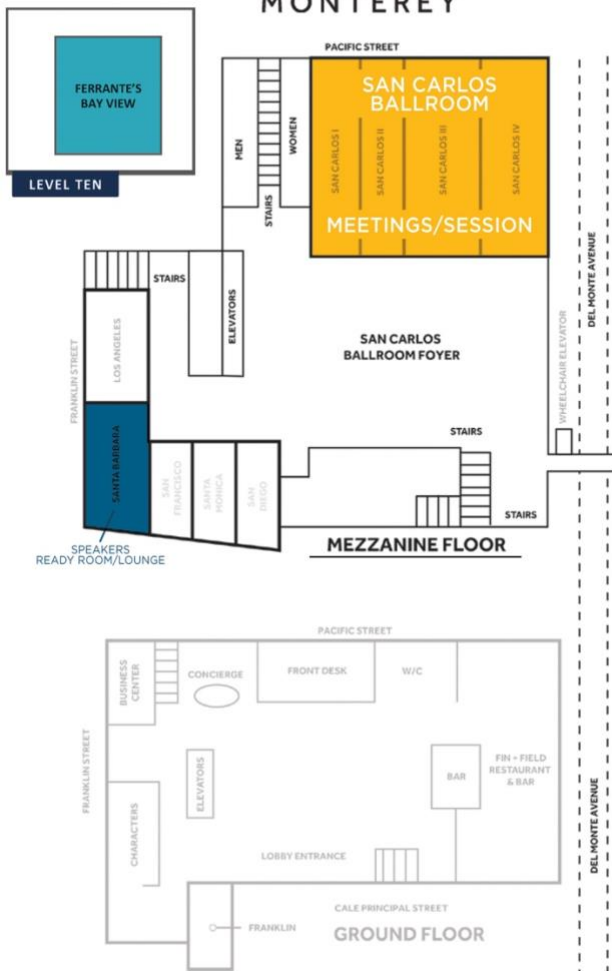 MONTEREY
PACIFIC STREET
FERRANTE'S
BAY VIEW
LEVEL TEN
MEN
STAIRS
WOMEN
SAN CARLOS
BALLROOM
SAN CARLOS I
SAN CARLOS II
SAN CARLOS III
SAN CARLOS IV
MEETINGS/SESSION
DEL MONTE AVENUE
STAIRS
ELEVATORS
SAN CARLOS
BALLROOM FOYER
FRANKLIN STREET
LOS ANGELES
WHEELCHAIR ELEVATOR
SANTA BARBARA
SAN
FRANCISCO
SANTA
MONICA
SAN
DIEGO
STAIRS
STAIRS
SPEAKERS
READY ROOM/LOUNGE
MEZZANINE FLOOR
PACIFIC STREET
BUSINESS
CENTER
CONCIERGE
FRONT DESK
W/C
FRANKLIN STREET
ELEVATORS
BAR
FIN + FIELD
RESTAURANT
& BAR
CHARACTERS
LOBBY ENTRANCE
DEL MONTE AVENUE
CALE PRINCIPAL STREET
FRANKLIN
GROUND FLOOR